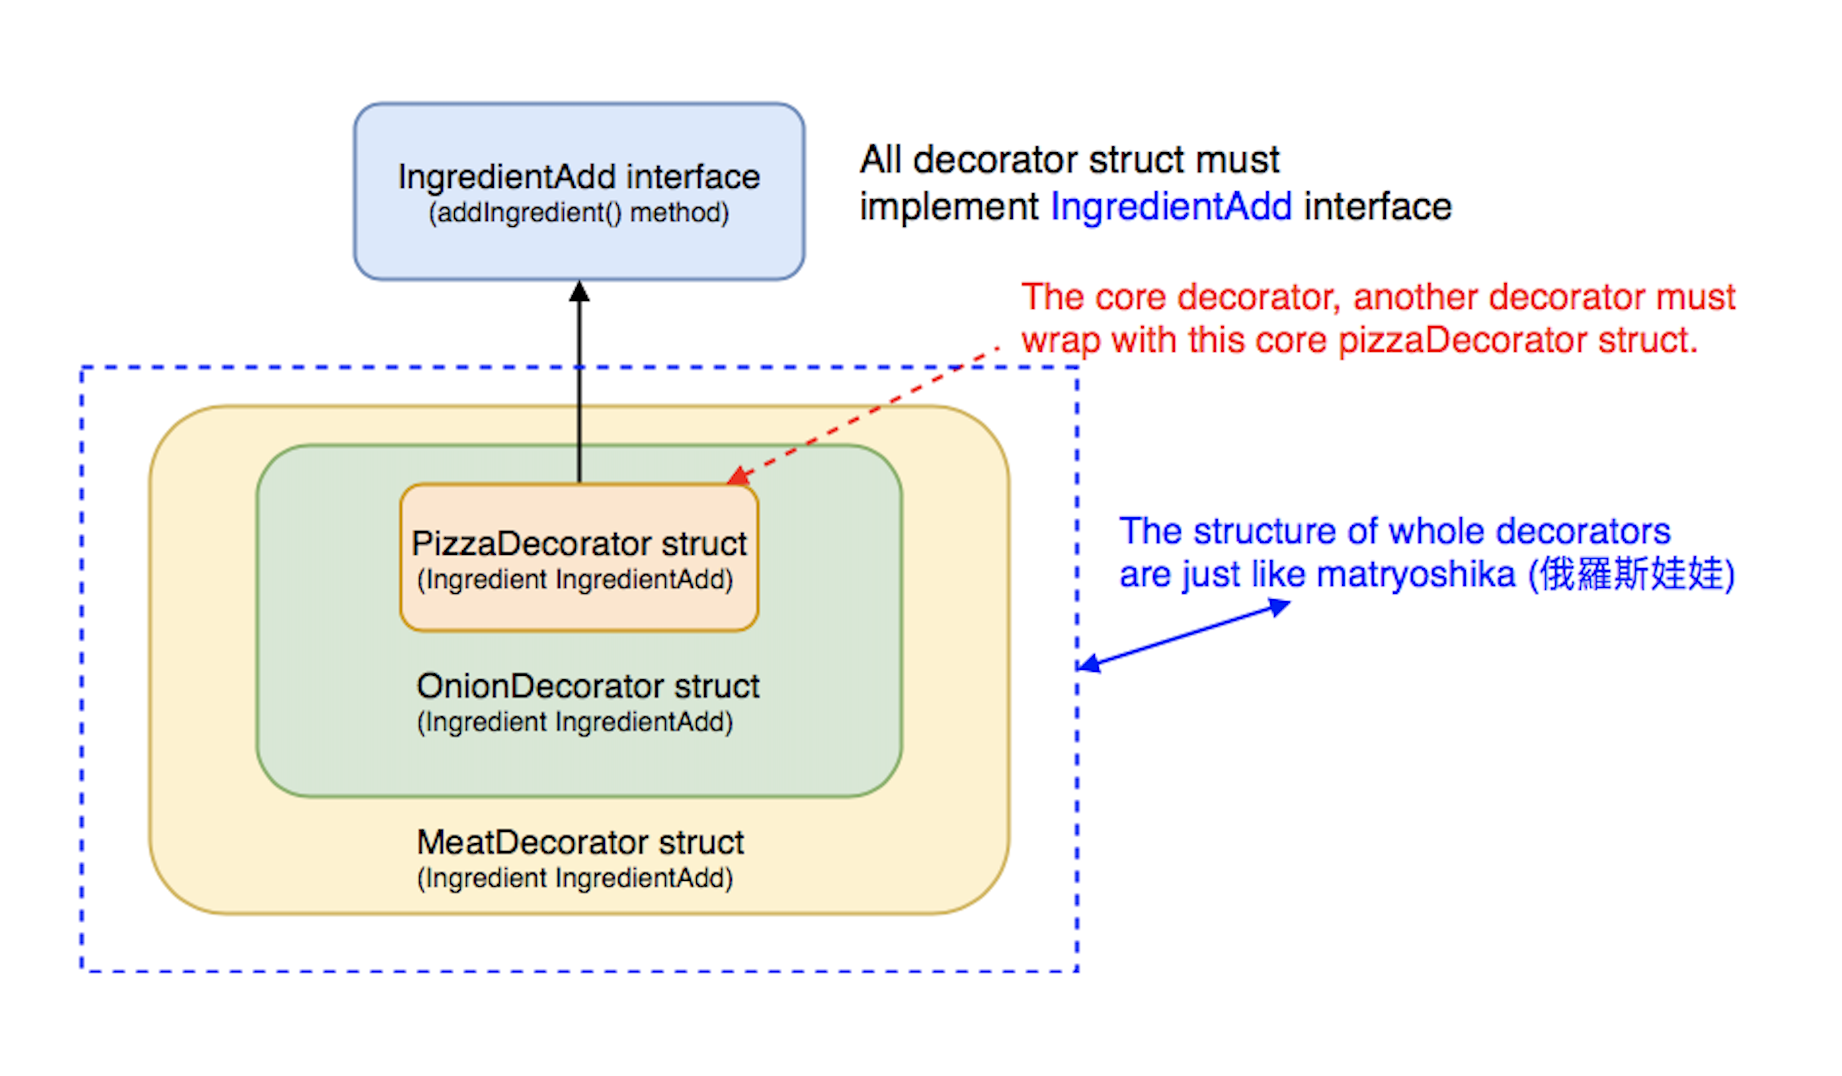 IngredientAdd interface
(addIngredient() method)
All decorator struct must
implement IngredientAdd interface
The core decorator, another decorator must
wrap with this core pizzaDecorator struct.
PizzaDecorator struct
(Ingredient IngredientAdd)
The structure of whole decorators
are just like matryoshika (俄羅斯娃娃)
OnionDecorator struct
(Ingredient IngredientAdd)
MeatDecorator struct
(Ingredient IngredientAdd)